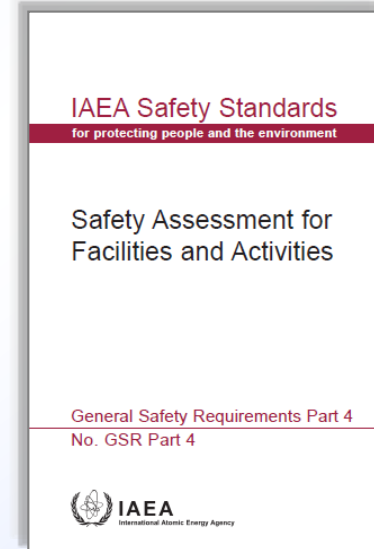 IAEA Safety Standards
for protecting people and the environment
Safety Assessment for
Facilities and Activities
General Safety Requirements Part 4
No. GSR Part 4
IAEA
International Atomic Energy Agency